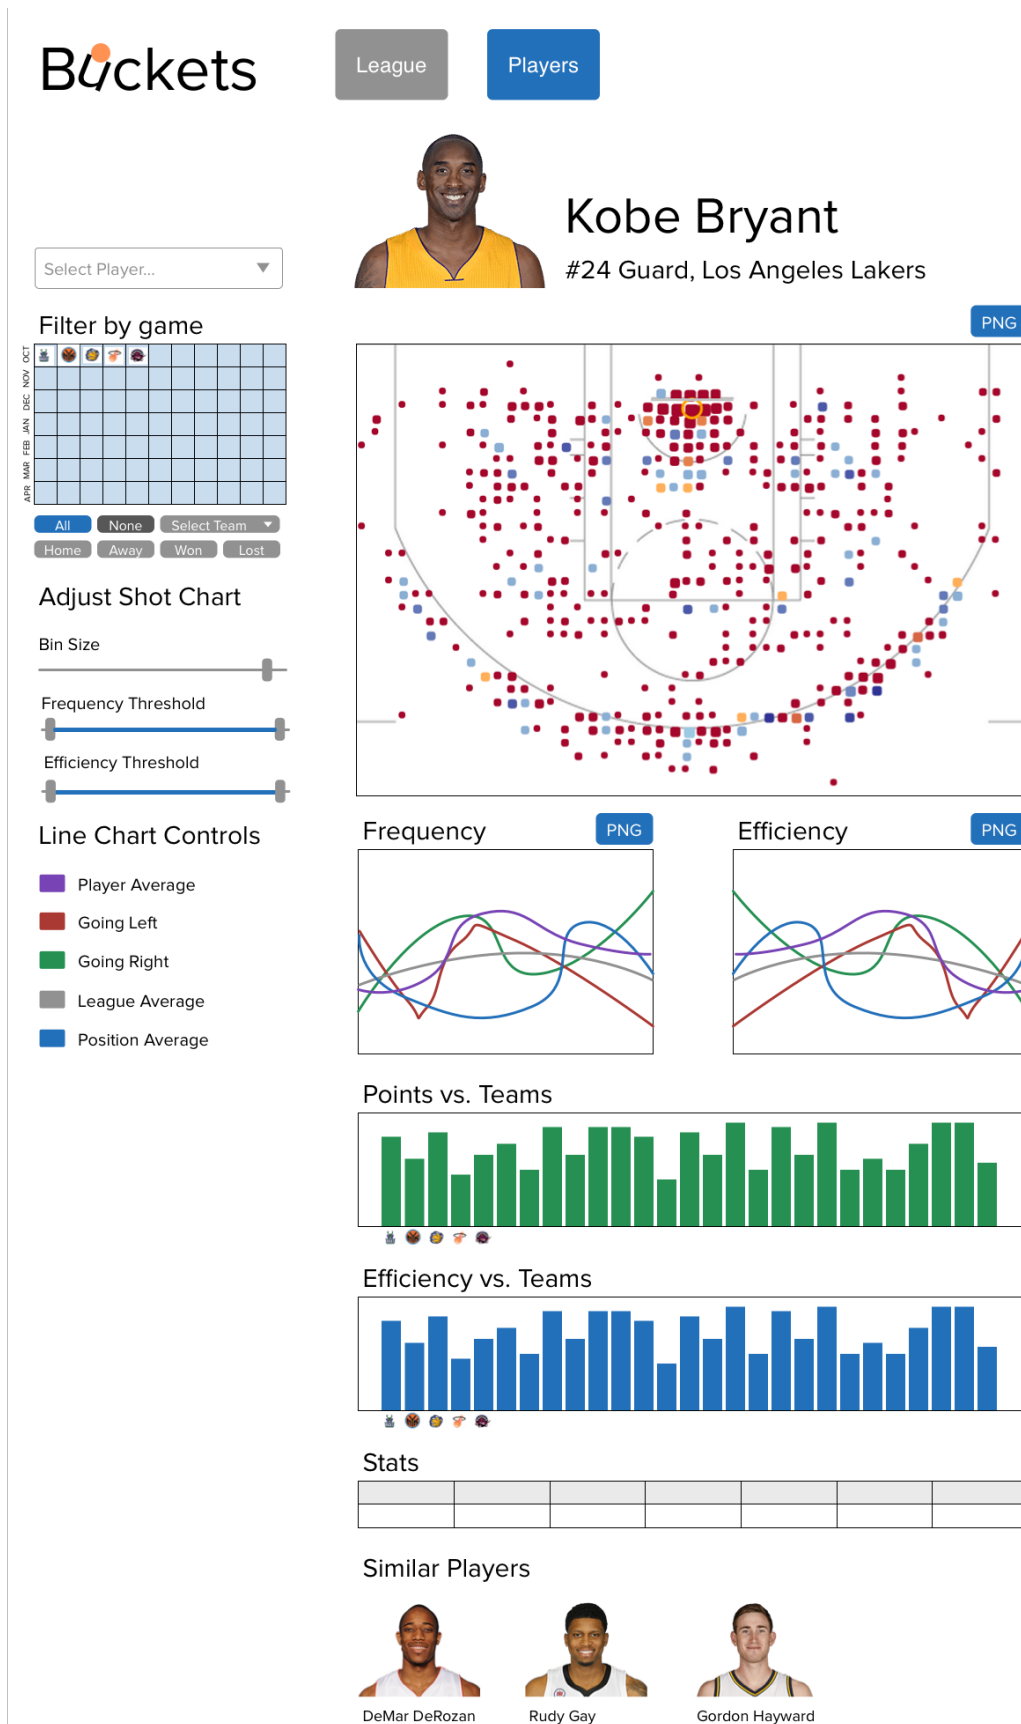 Buckets
League
Players
Kobe Bryant
#24 Guard, Los Angeles Lakers
Select Player...
Filter by game
PNG
OCT
NOV
DEC
JAN
FEB
MAR
APR
All
None
Select Team
Home
Away
Won
Lost
Adjust Shot Chart
Bin Size
Frequency Threshold
Efficiency Threshold
Line Chart Controls
Player Average
Going Left
Going Right
League Average
Position Average
Frequency
PNG
Efficiency
PNG
Points vs. Teams
Efficiency vs. Teams
Stats
Similar Players
DeMar DeRozan
Rudy Gay
Gordon Hayward